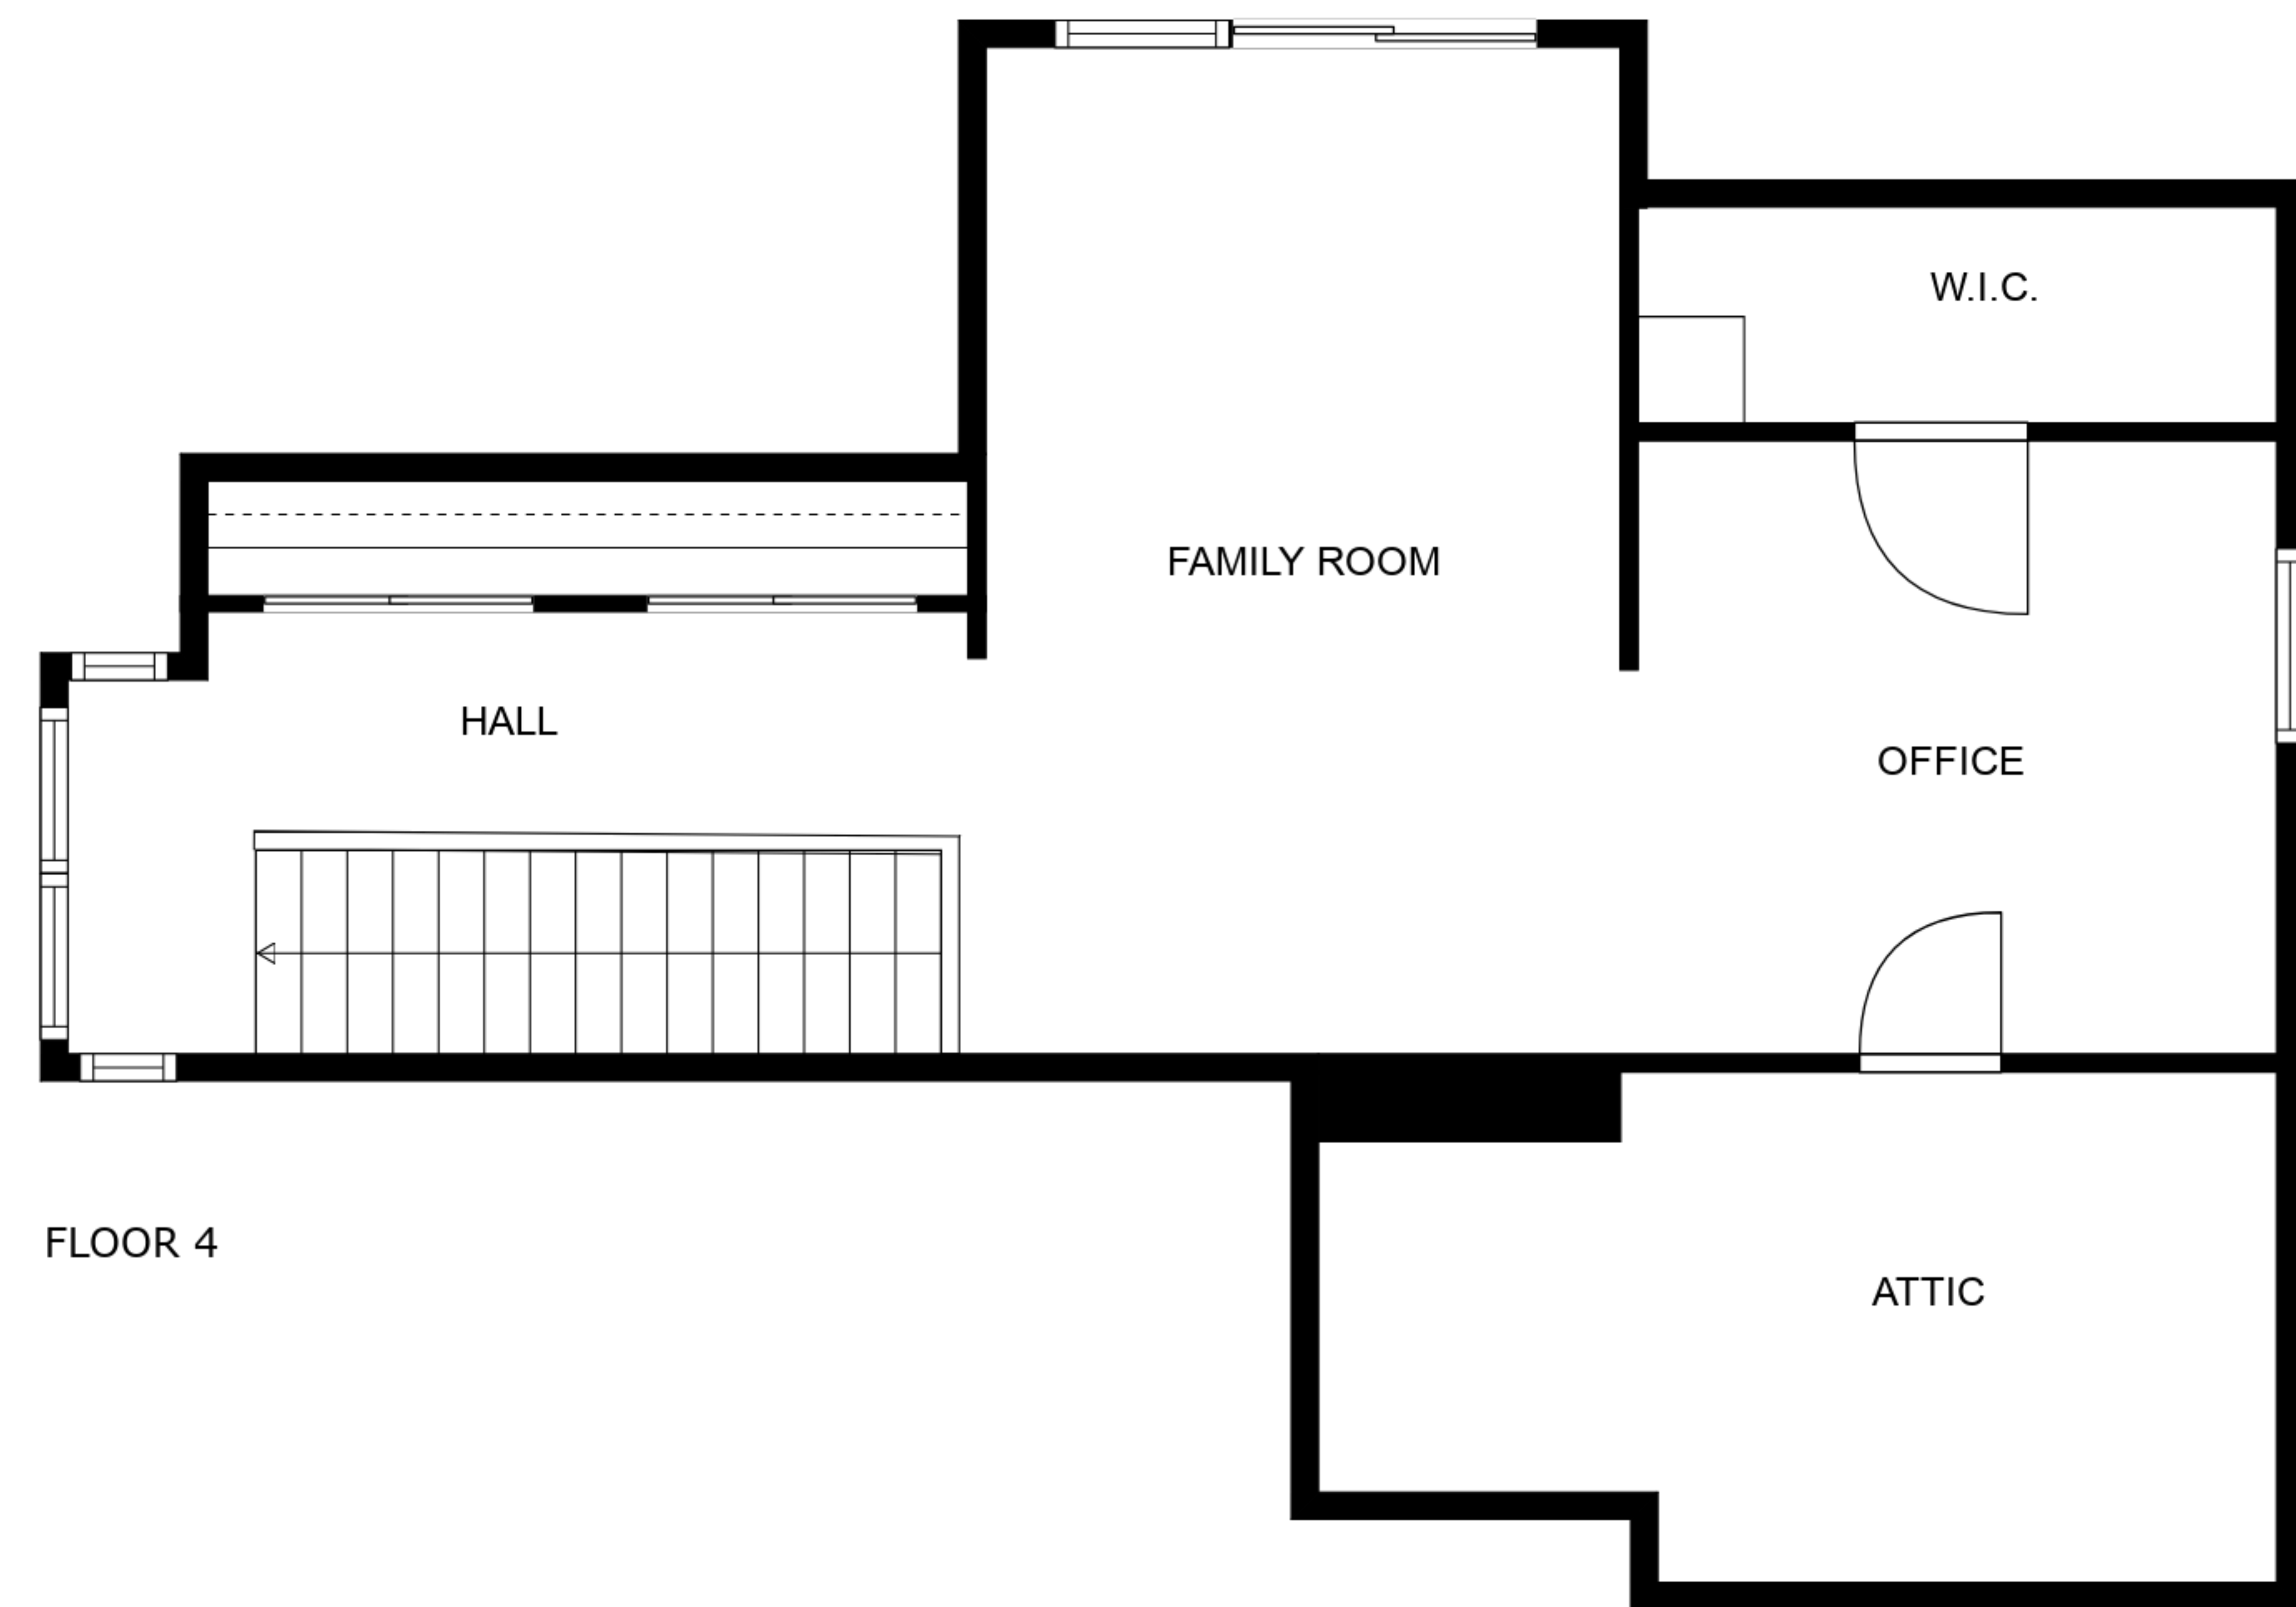 W.I.C.
FAMILY ROOM
HALL
OFFICE
FLOOR 4
ATTIC